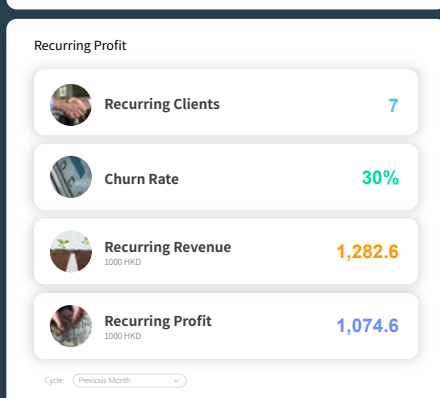 Recurring Profit
Recurring Clients
7
Churn Rate
30%
Recurring Revenue
1000 HKD
1,282.6
Recurring Profit
1000 HKD
1,074.6
Cycle: Previous Month